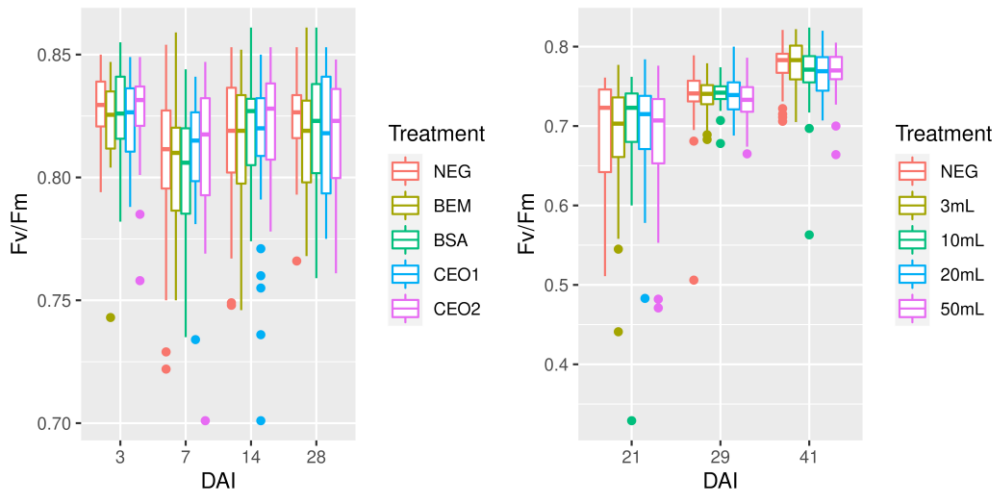 0.85
0.80
0.75
0.70
Fv/Fm
3 7 14 28
DAI
Treatment
NEG
BEM
BSA
CEO1
CEO2
0.8
0.7
0.6
0.5
0.4
Fv/Fm
21 29 41
DAI
Treatment
NEG
3mL
10mL
20mL
50mL